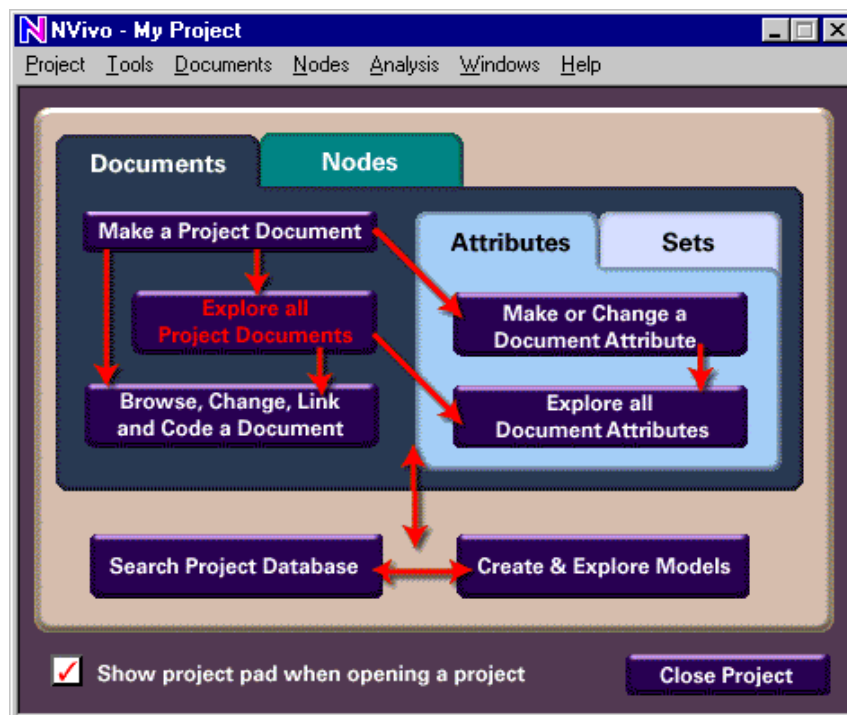 NVivo - My Project
Project Tools Documents Nodes Analysis Windows Help
Documents
Nodes
Make a Project Document
Explore all
Project Documents
Browse, Change, Link
and Code a Document
Attributes
Sets
Make or Change a
Document Attribute
Explore all
Document Attributes
Search Project Database
Create & Explore Models
Show project pad when opening a project
Close Project